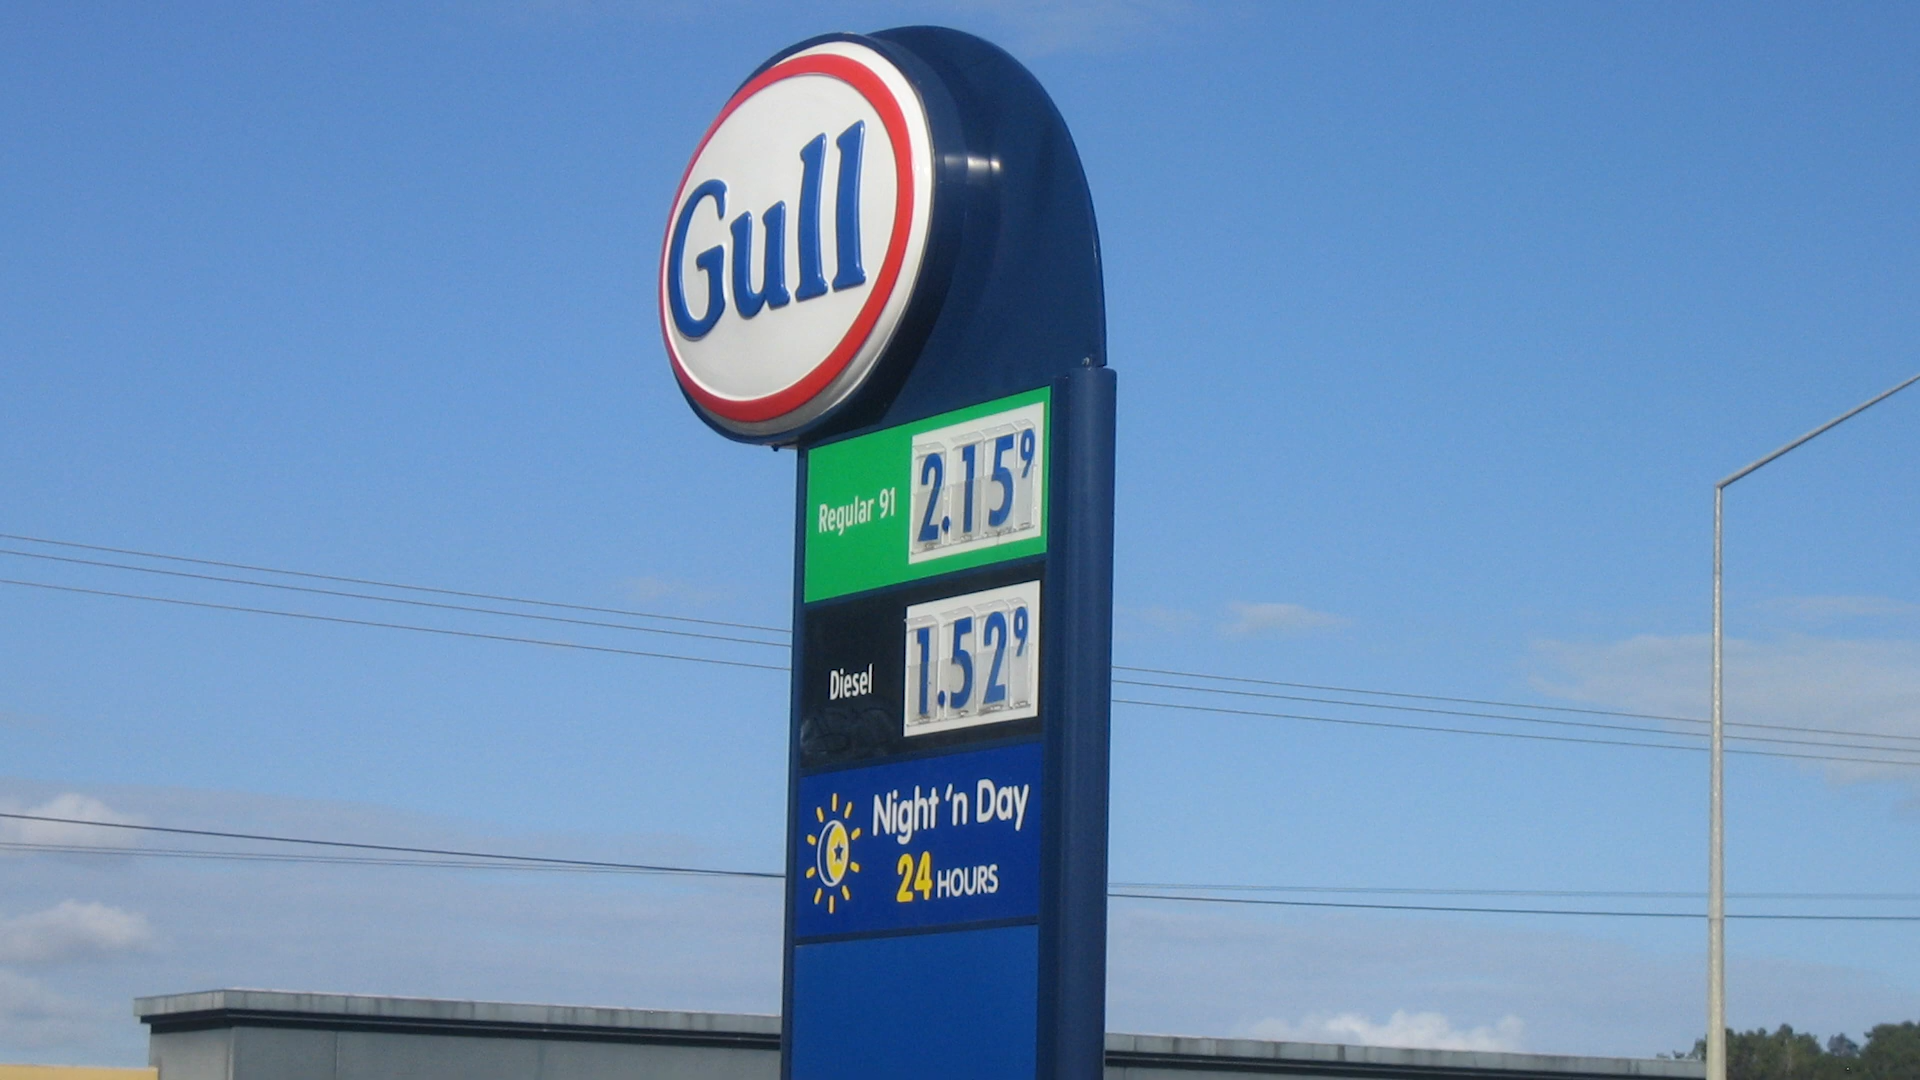 Gull
Regular 91 2.15⁹
Diesel 1.52⁹
Night 'n Day
24 HOURS